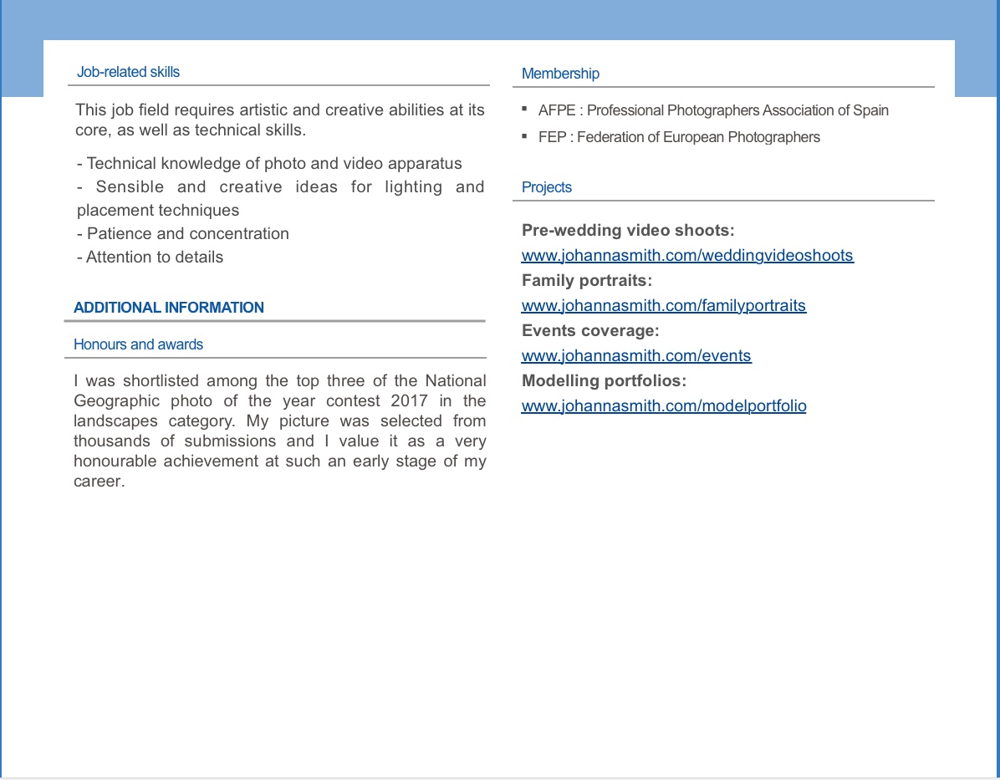 Job-related skills
This job field requires artistic and creative abilities at its
core, as well as technical skills.
- Technical knowledge of photo and video apparatus
- Sensible and creative ideas for lighting and
placement techniques
- Patience and concentration
- Attention to details
ADDITIONAL INFORMATION
Honours and awards
I was shortlisted among the top three of the National
Geographic photo of the year contest 2017 in the
landscapes category. My picture was selected from
thousands of submissions and I value it as a very
honourable achievement at such an early stage of my
career.
Membership
▪ AFPE : Professional Photographers Association of Spain
▪ FEP : Federation of European Photographers
Projects
Pre-wedding video shoots:
www.johannasmith.com/weddingvideoshoots
Family portraits:
www.johannasmith.com/familyportraits
Events coverage:
www.johannasmith.com/events
Modelling portfolios:
www.johannasmith.com/modelportfolio